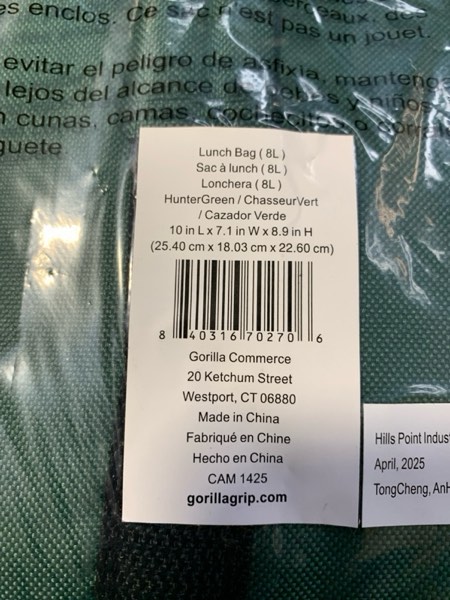 es enclos. Ce sac n'est pas un jouet.
evitar el peligro de asfixia, mantenga
lejos del alcance de bebés y niños
cunas, camas, cochecitos o
guete
Lunch Bag ( 8L )
Sac à lunch ( 8L )
Lonchera ( 8L )
HunterGreen / ChasseurVert
/ Cazador Verde
10 in L x 7.1 in W x 8.9 in H
(25.40 cm x 18.03 cm x 22.60 cm)
8 40316 70270 6
Gorilla Commerce
20 Ketchum Street
Westport, CT 06880
Made in China
Fabriqué en Chine
Hecho en China
CAM 1425
gorillagrip.com
Hills Point Indus
April, 2025
TongCheng, AnH